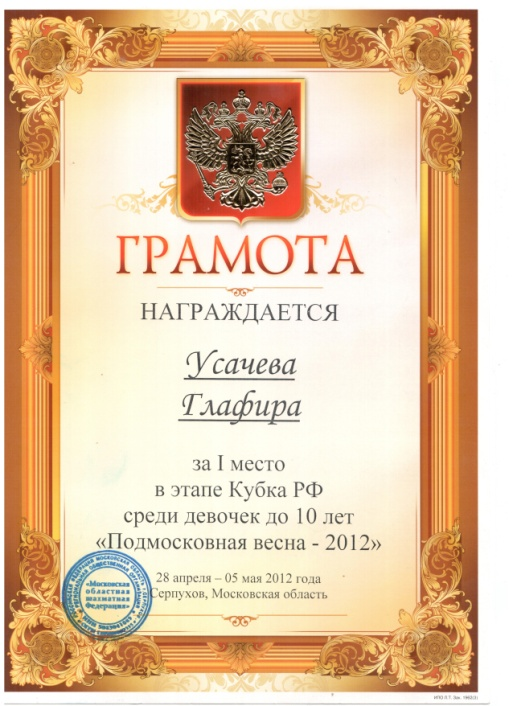 ГРАМОТА
НАГРАЖДАЕТСЯ
Усачева
Глафира
за I место
в этапе Кубка РФ
среди девочек до 10 лет
«Подмосковная весна - 2012»
28 апреля – 05 мая 2012 года
Серпухов, Московская область
«Московская
областная
шахматная
Федерация»